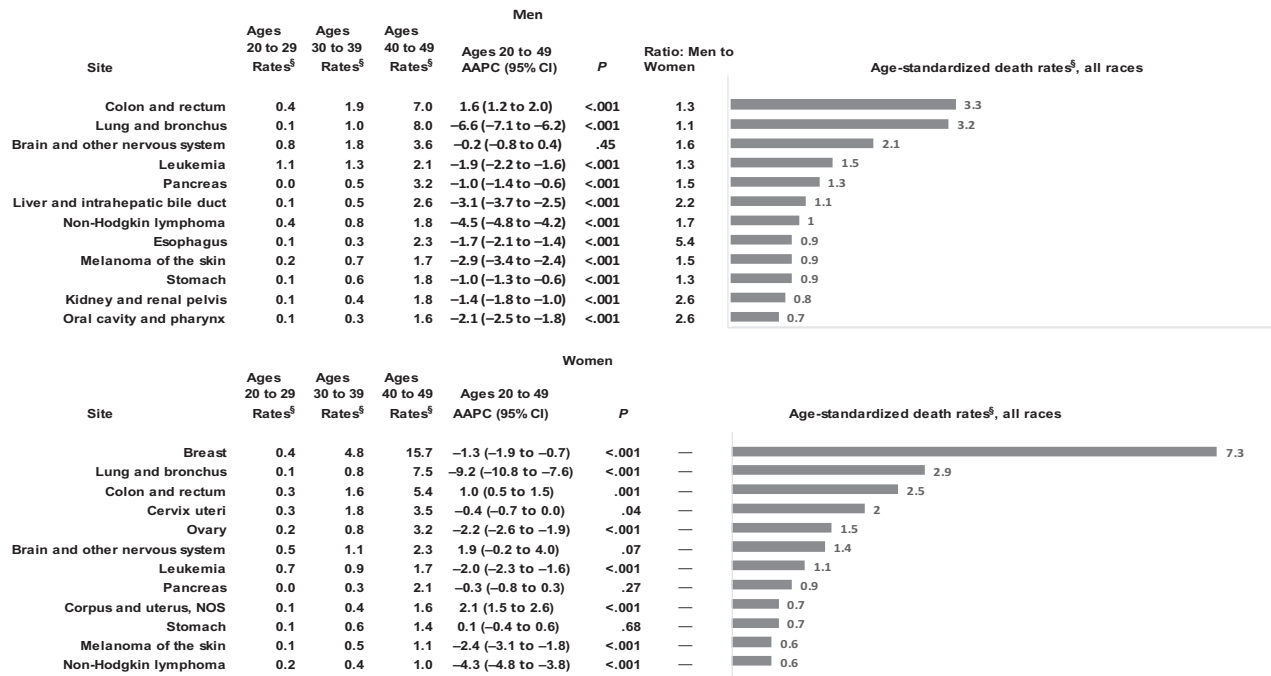 Men
Site Ages 20 to 29 Rates§ Ages 30 to 39 Rates§ Ages 40 to 49 Rates§ Ages 20 to 49 AAPC (95% CI) P Ratio: Men to Women Age-standardized death rates§, all races
Colon and rectum 0.4 1.9 7.0 1.6 (1.2 to 2.0) <.001 1.3 3.3
Lung and bronchus 0.1 1.0 8.0 –6.6 (–7.1 to –6.2) <.001 1.1 3.2
Brain and other nervous system 0.8 1.8 3.6 –0.2 (–0.8 to 0.4) .45 1.6 2.1
Leukemia 1.1 1.3 2.1 –1.9 (–2.2 to –1.6) <.001 1.3 1.5
Pancreas 0.0 0.5 3.2 –1.0 (–1.4 to –0.6) <.001 1.5 1.3
Liver and intrahepatic bile duct 0.1 0.5 2.6 –3.1 (–3.7 to –2.5) <.001 2.2 1.1
Non-Hodgkin lymphoma 0.4 0.8 1.8 –4.5 (–4.8 to –4.2) <.001 1.7 1
Esophagus 0.1 0.3 2.3 –1.7 (–2.1 to –1.4) <.001 5.4 0.9
Melanoma of the skin 0.2 0.7 1.7 –2.9 (–3.4 to –2.4) <.001 1.5 0.9
Stomach 0.1 0.6 1.8 –1.0 (–1.3 to –0.6) <.001 1.3 0.9
Kidney and renal pelvis 0.1 0.4 1.8 –1.4 (–1.8 to –1.0) <.001 2.6 0.8
Oral cavity and pharynx 0.1 0.3 1.6 –2.1 (–2.5 to –1.8) <.001 2.6 0.7
Women
Site Ages 20 to 29 Rates§ Ages 30 to 39 Rates§ Ages 40 to 49 Rates§ Ages 20 to 49 AAPC (95% CI) P Age-standardized death rates§, all races
Breast 0.4 4.8 15.7 –1.3 (–1.9 to –0.7) <.001 — 7.3
Lung and bronchus 0.1 0.8 7.5 –9.2 (–10.8 to –7.6) <.001 — 2.9
Colon and rectum 0.3 1.6 5.4 1.0 (0.5 to 1.5) .001 — 2.5
Cervix uteri 0.3 1.8 3.5 –0.4 (–0.7 to 0.0) .04 — 2
Ovary 0.2 0.8 3.2 –2.2 (–2.6 to –1.9) <.001 — 1.5
Brain and other nervous system 0.5 1.1 2.3 1.9 (–0.2 to 4.0) .07 — 1.4
Leukemia 0.7 0.9 1.7 –2.0 (–2.3 to –1.6) <.001 — 1.1
Pancreas 0.0 0.3 2.1 –0.3 (–0.8 to 0.3) .27 — 0.9
Corpus and uterus, NOS 0.1 0.4 1.6 2.1 (1.5 to 2.6) <.001 — 0.7
Stomach 0.1 0.6 1.4 0.1 (–0.4 to 0.6) .68 — 0.7
Melanoma of the skin 0.1 0.5 1.1 –2.4 (–3.1 to –1.8) <.001 — 0.6
Non-Hodgkin lymphoma 0.2 0.4 1.0 –4.3 (–4.8 to –3.8) <.001 — 0.6